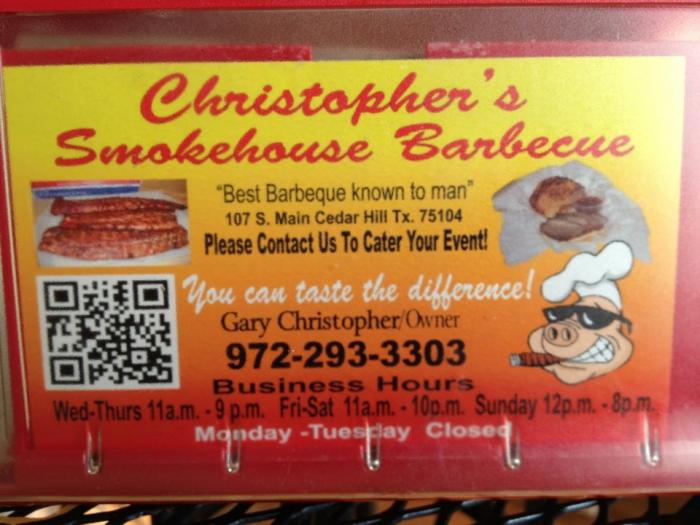 Christopher's
Smokehouse Barbecue
"Best Barbeque known to man"
107 S. Main Cedar Hill Tx. 75104
Please Contact Us To Cater Your Event!
You can taste the difference!
Gary Christopher/Owner
972-293-3303
Business Hours
Wed-Thurs 11a.m. - 9 p.m. Fri-Sat 11a.m. - 10p.m. Sunday 12p.m. - 8p.m.
Monday -Tuesday Closed